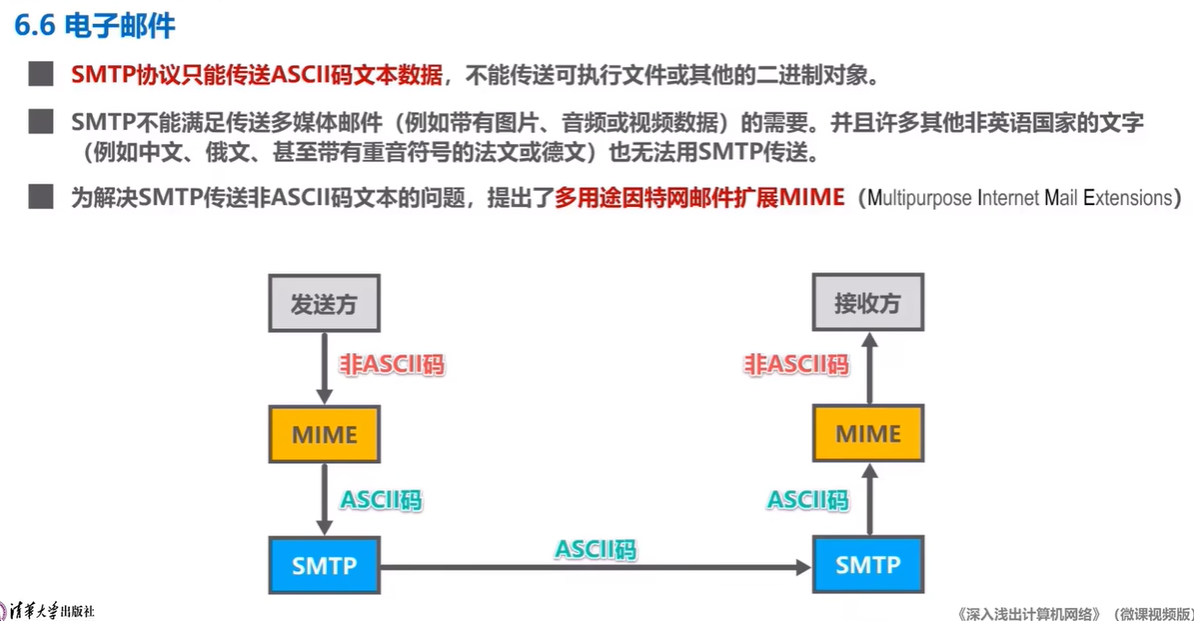 6.6 电子邮件
SMTP协议只能传送ASCII码文本数据，不能传送可执行文件或其他的二进制对象。
SMTP不能满足传送多媒体邮件（例如带有图片、音频或视频数据）的需要。并且许多其他非英语国家的文字
（例如中文、俄文、甚至带有重音符号的法文或德文）也无法用SMTP传送。
为解决SMTP传送非ASCII码文本的问题，提出了多用途因特网邮件扩展MIME（Multipurpose Internet Mail Extensions）
发送方
接收方
非ASCII码
非ASCII码
MIME
MIME
ASCII码
ASCII码
ASCII码
SMTP
SMTP
清华大学出版社
《深入浅出计算机网络》（微课视频版）